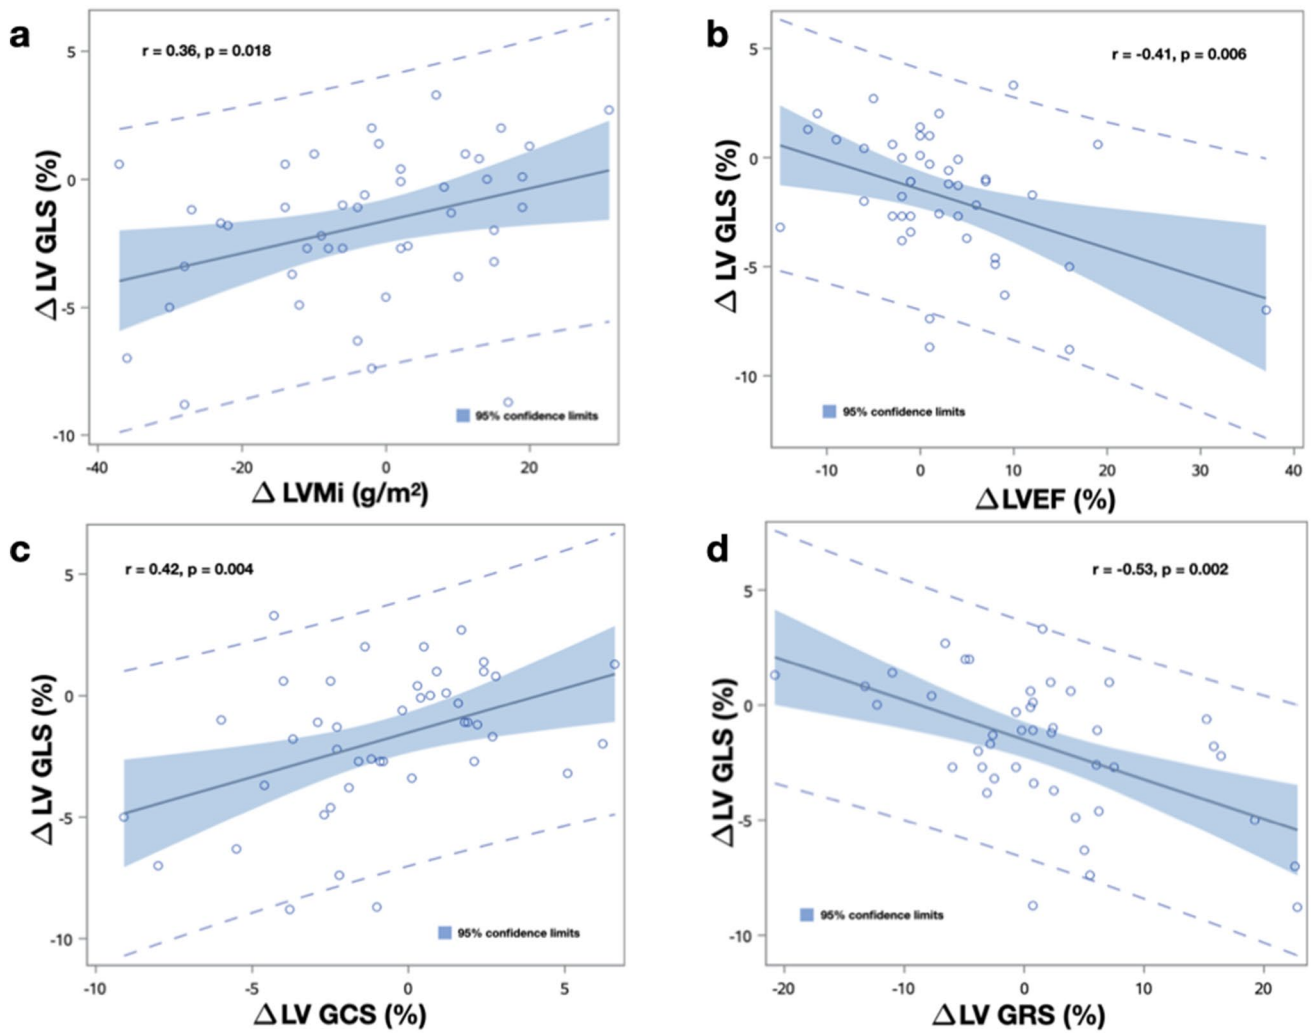 a
r = 0.36, p = 0.018
5
0
-5
-10
Δ LV GLS (%)
95% confidence limits
-40 -20 0 20
Δ LVMi (g/m²)
b
r = -0.41, p = 0.006
5
0
-5
-10
Δ LV GLS (%)
95% confidence limits
-10 0 10 20 30 40
Δ LVEF (%)
c
r = 0.42, p = 0.004
5
0
-5
-10
Δ LV GLS (%)
95% confidence limits
-10 -5 0 5
Δ LV GCS (%)
d
r = -0.53, p = 0.002
5
0
-5
-10
Δ LV GLS (%)
95% confidence limits
-20 -10 0 10 20
Δ LV GRS (%)